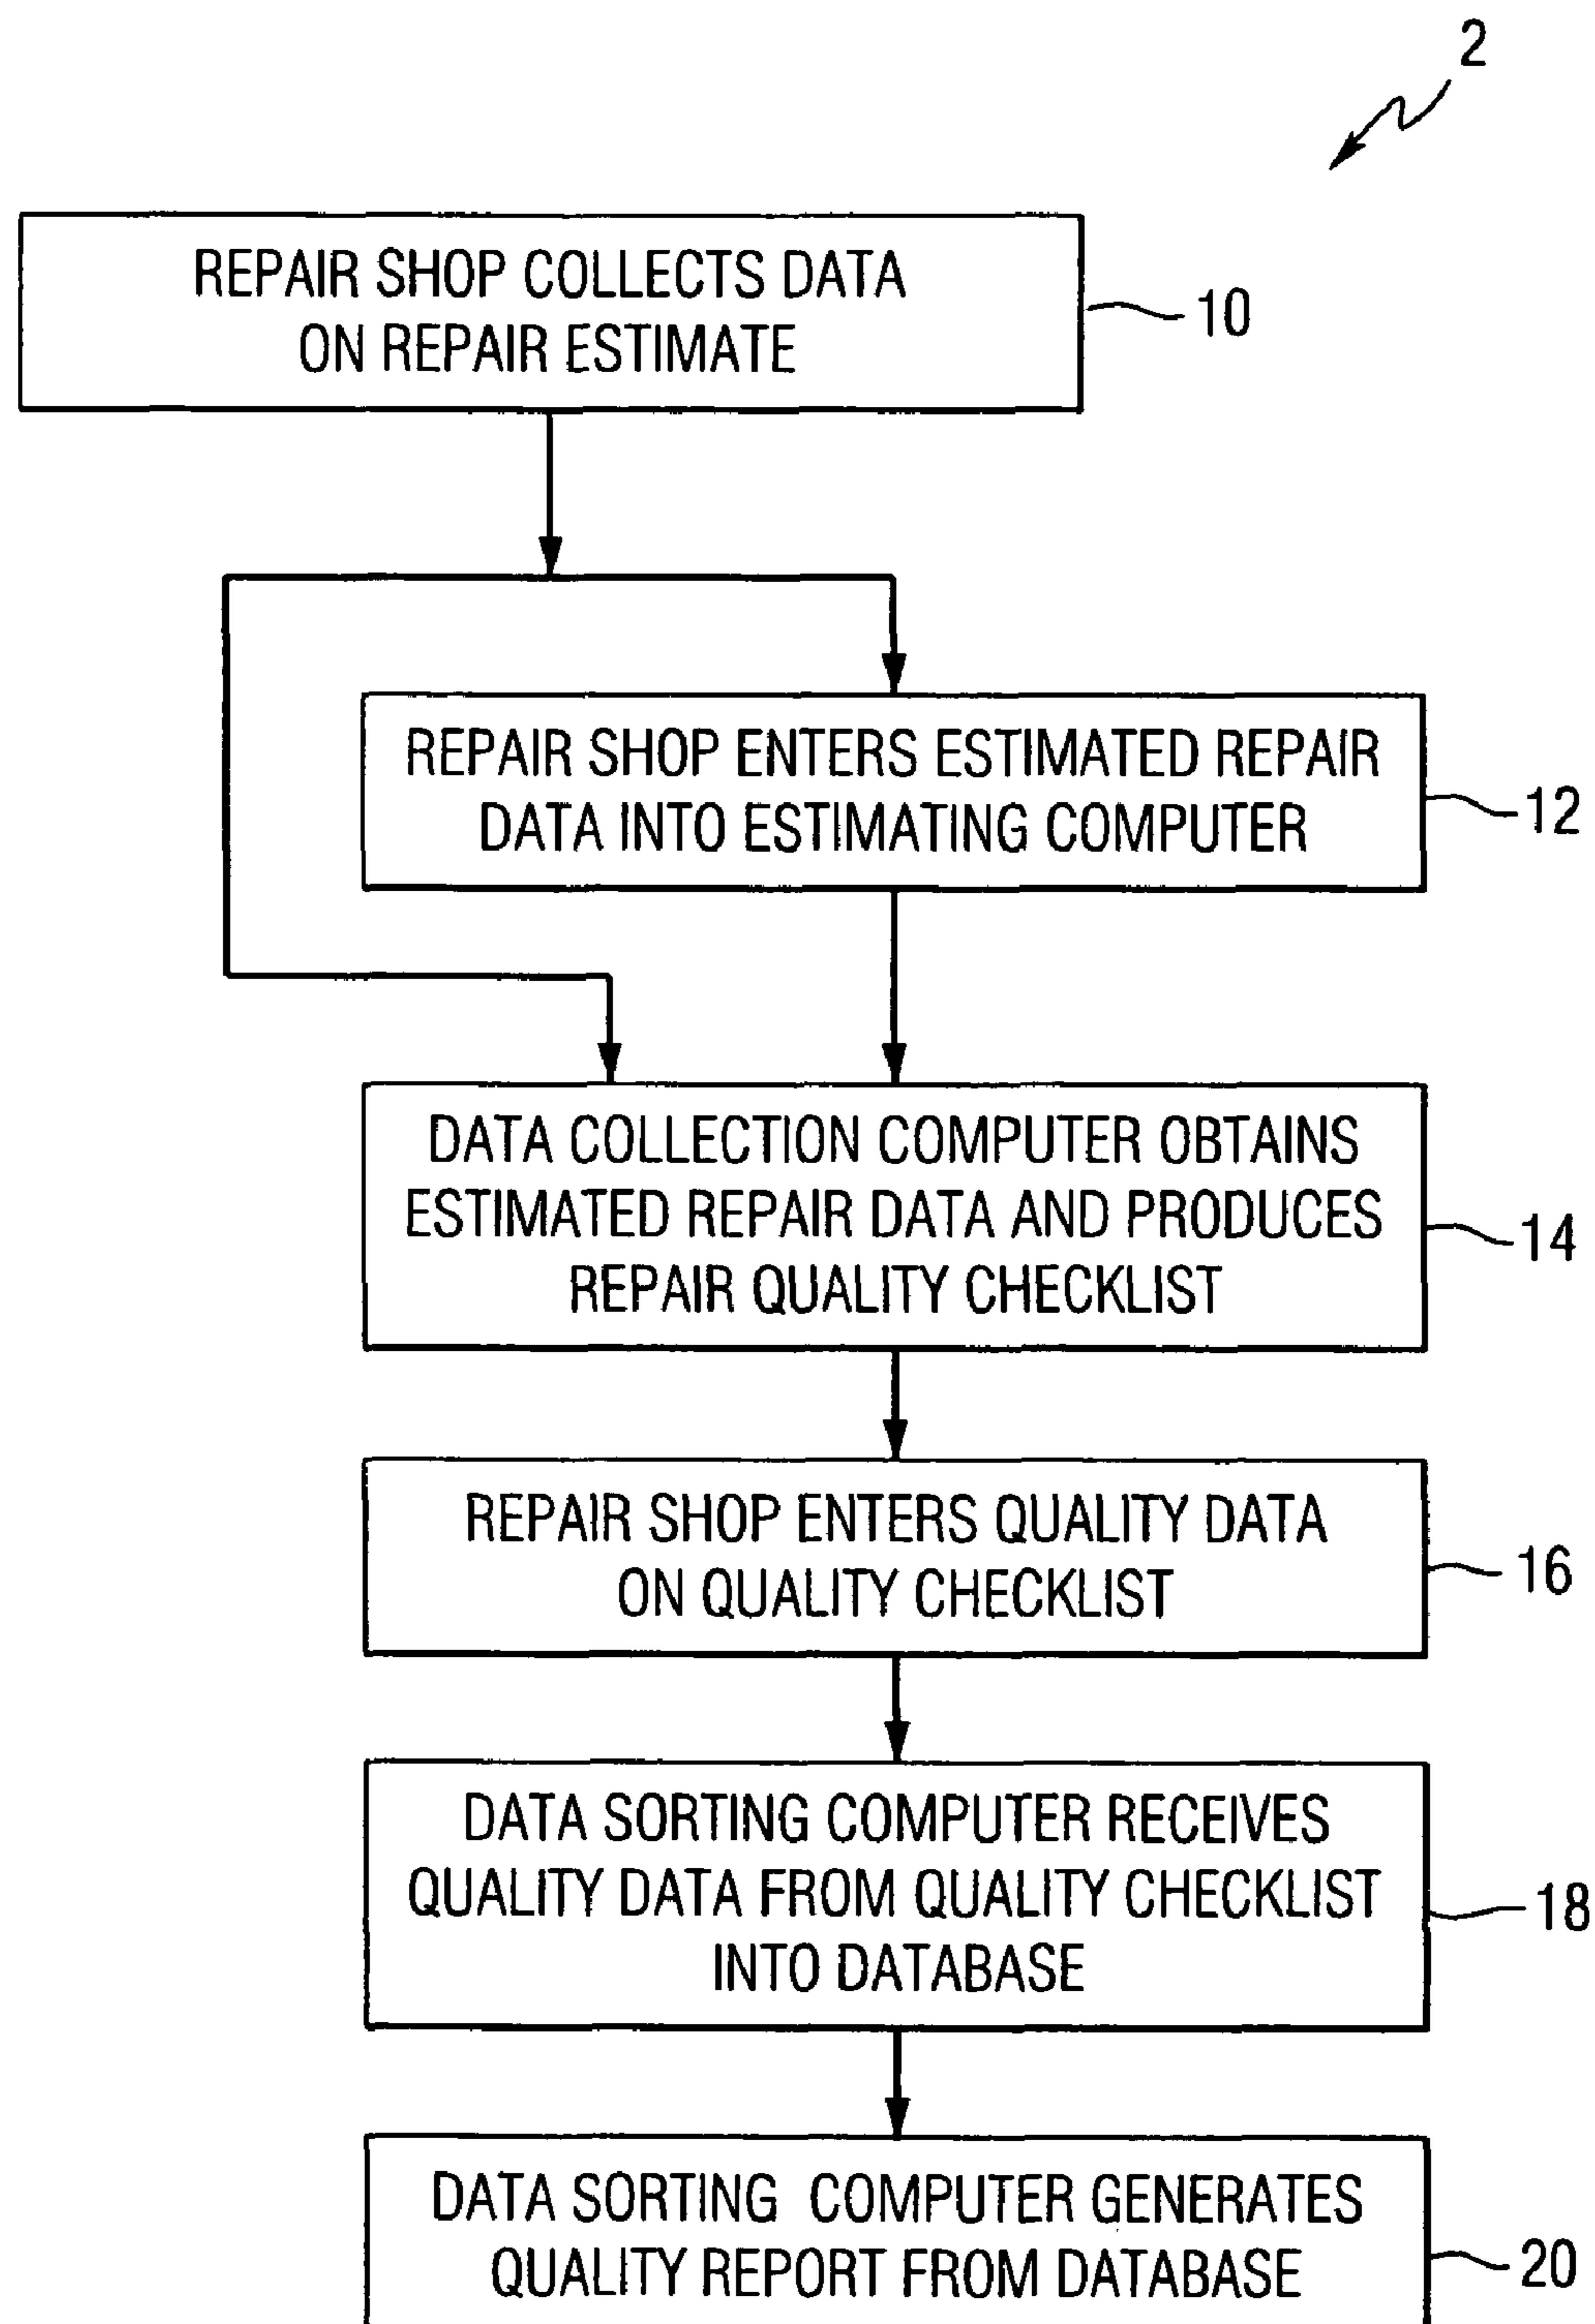 2
REPAIR SHOP COLLECTS DATA
ON REPAIR ESTIMATE
10
REPAIR SHOP ENTERS ESTIMATED REPAIR
DATA INTO ESTIMATING COMPUTER
12
DATA COLLECTION COMPUTER OBTAINS
ESTIMATED REPAIR DATA AND PRODUCES
REPAIR QUALITY CHECKLIST
14
REPAIR SHOP ENTERS QUALITY DATA
ON QUALITY CHECKLIST
16
DATA SORTING COMPUTER RECEIVES
QUALITY DATA FROM QUALITY CHECKLIST
INTO DATABASE
18
DATA SORTING COMPUTER GENERATES
QUALITY REPORT FROM DATABASE
20